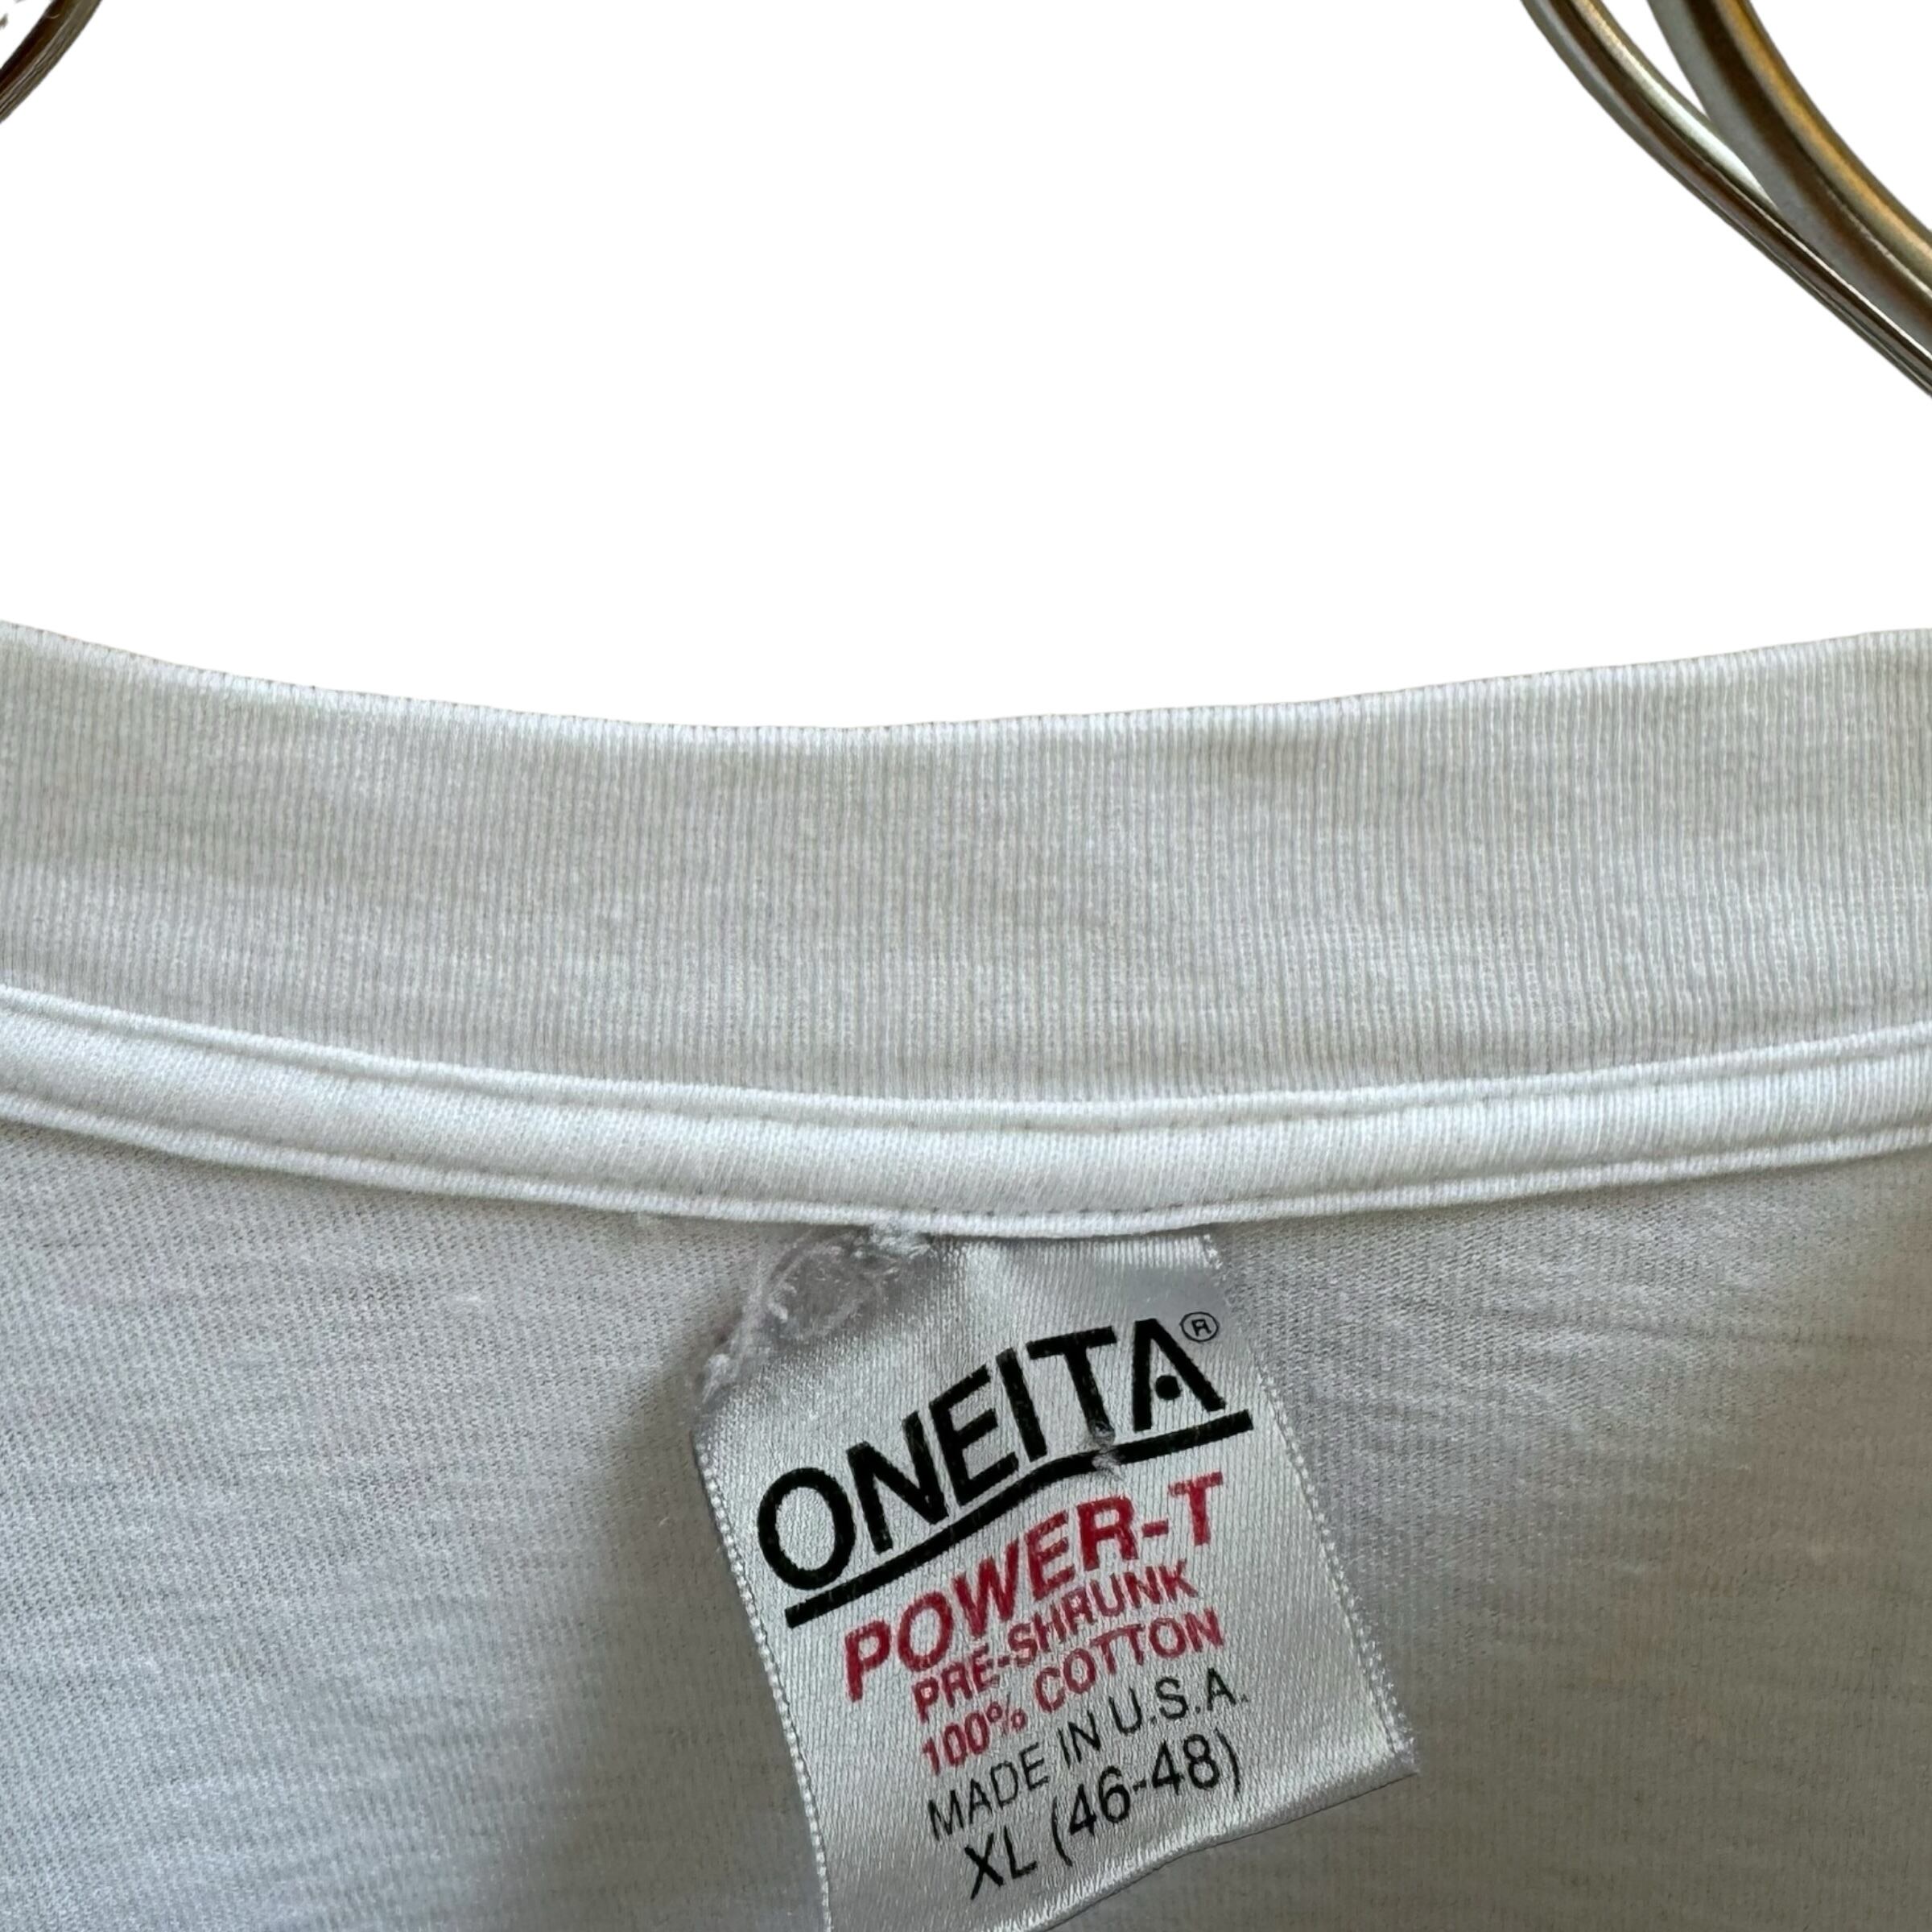 ONEITA®
POWER-T
PRE-SHRUNK
100% COTTON
MADE IN U.S.A.
XL (46-48)